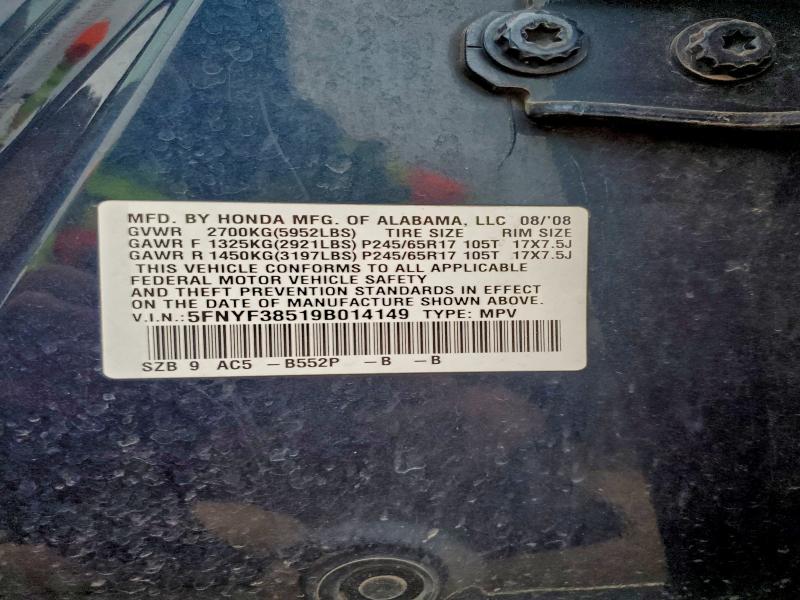 MFD. BY HONDA MFG. OF ALABAMA, LLC 08/'08
GVWR 2700KG(5952LBS) TIRE SIZE RIM SIZE
GAWR F 1325KG(2921LBS) P245/65R17 105T 17X7.5J
GAWR R 1450KG(3197LBS) P245/65R17 105T 17X7.5J
THIS VEHICLE CONFORMS TO ALL APPLICABLE
FEDERAL MOTOR VEHICLE SAFETY
AND THEFT PREVENTION STANDARDS IN EFFECT
ON THE DATE OF MANUFACTURE SHOWN ABOVE.
V.I.N.: 5FNYF38519B014149 TYPE: MPV
SZB 9 AC5 -B552P -B -B